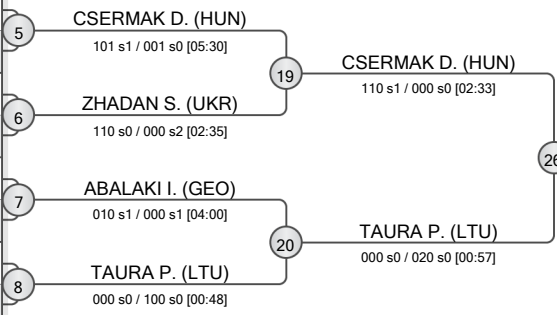 CSERMAK D. (HUN)
5
101 s1 / 001 s0 [05:30]
19
CSERMAK D. (HUN)
110 s1 / 000 s0 [02:33]
ZHADAN S. (UKR)
6
110 s0 / 000 s2 [02:35]
26
ABALAKI I. (GEO)
7
010 s1 / 000 s1 [04:00]
20
TAURA P. (LTU)
000 s0 / 020 s0 [00:57]
TAURA P. (LTU)
8
000 s0 / 100 s0 [00:48]